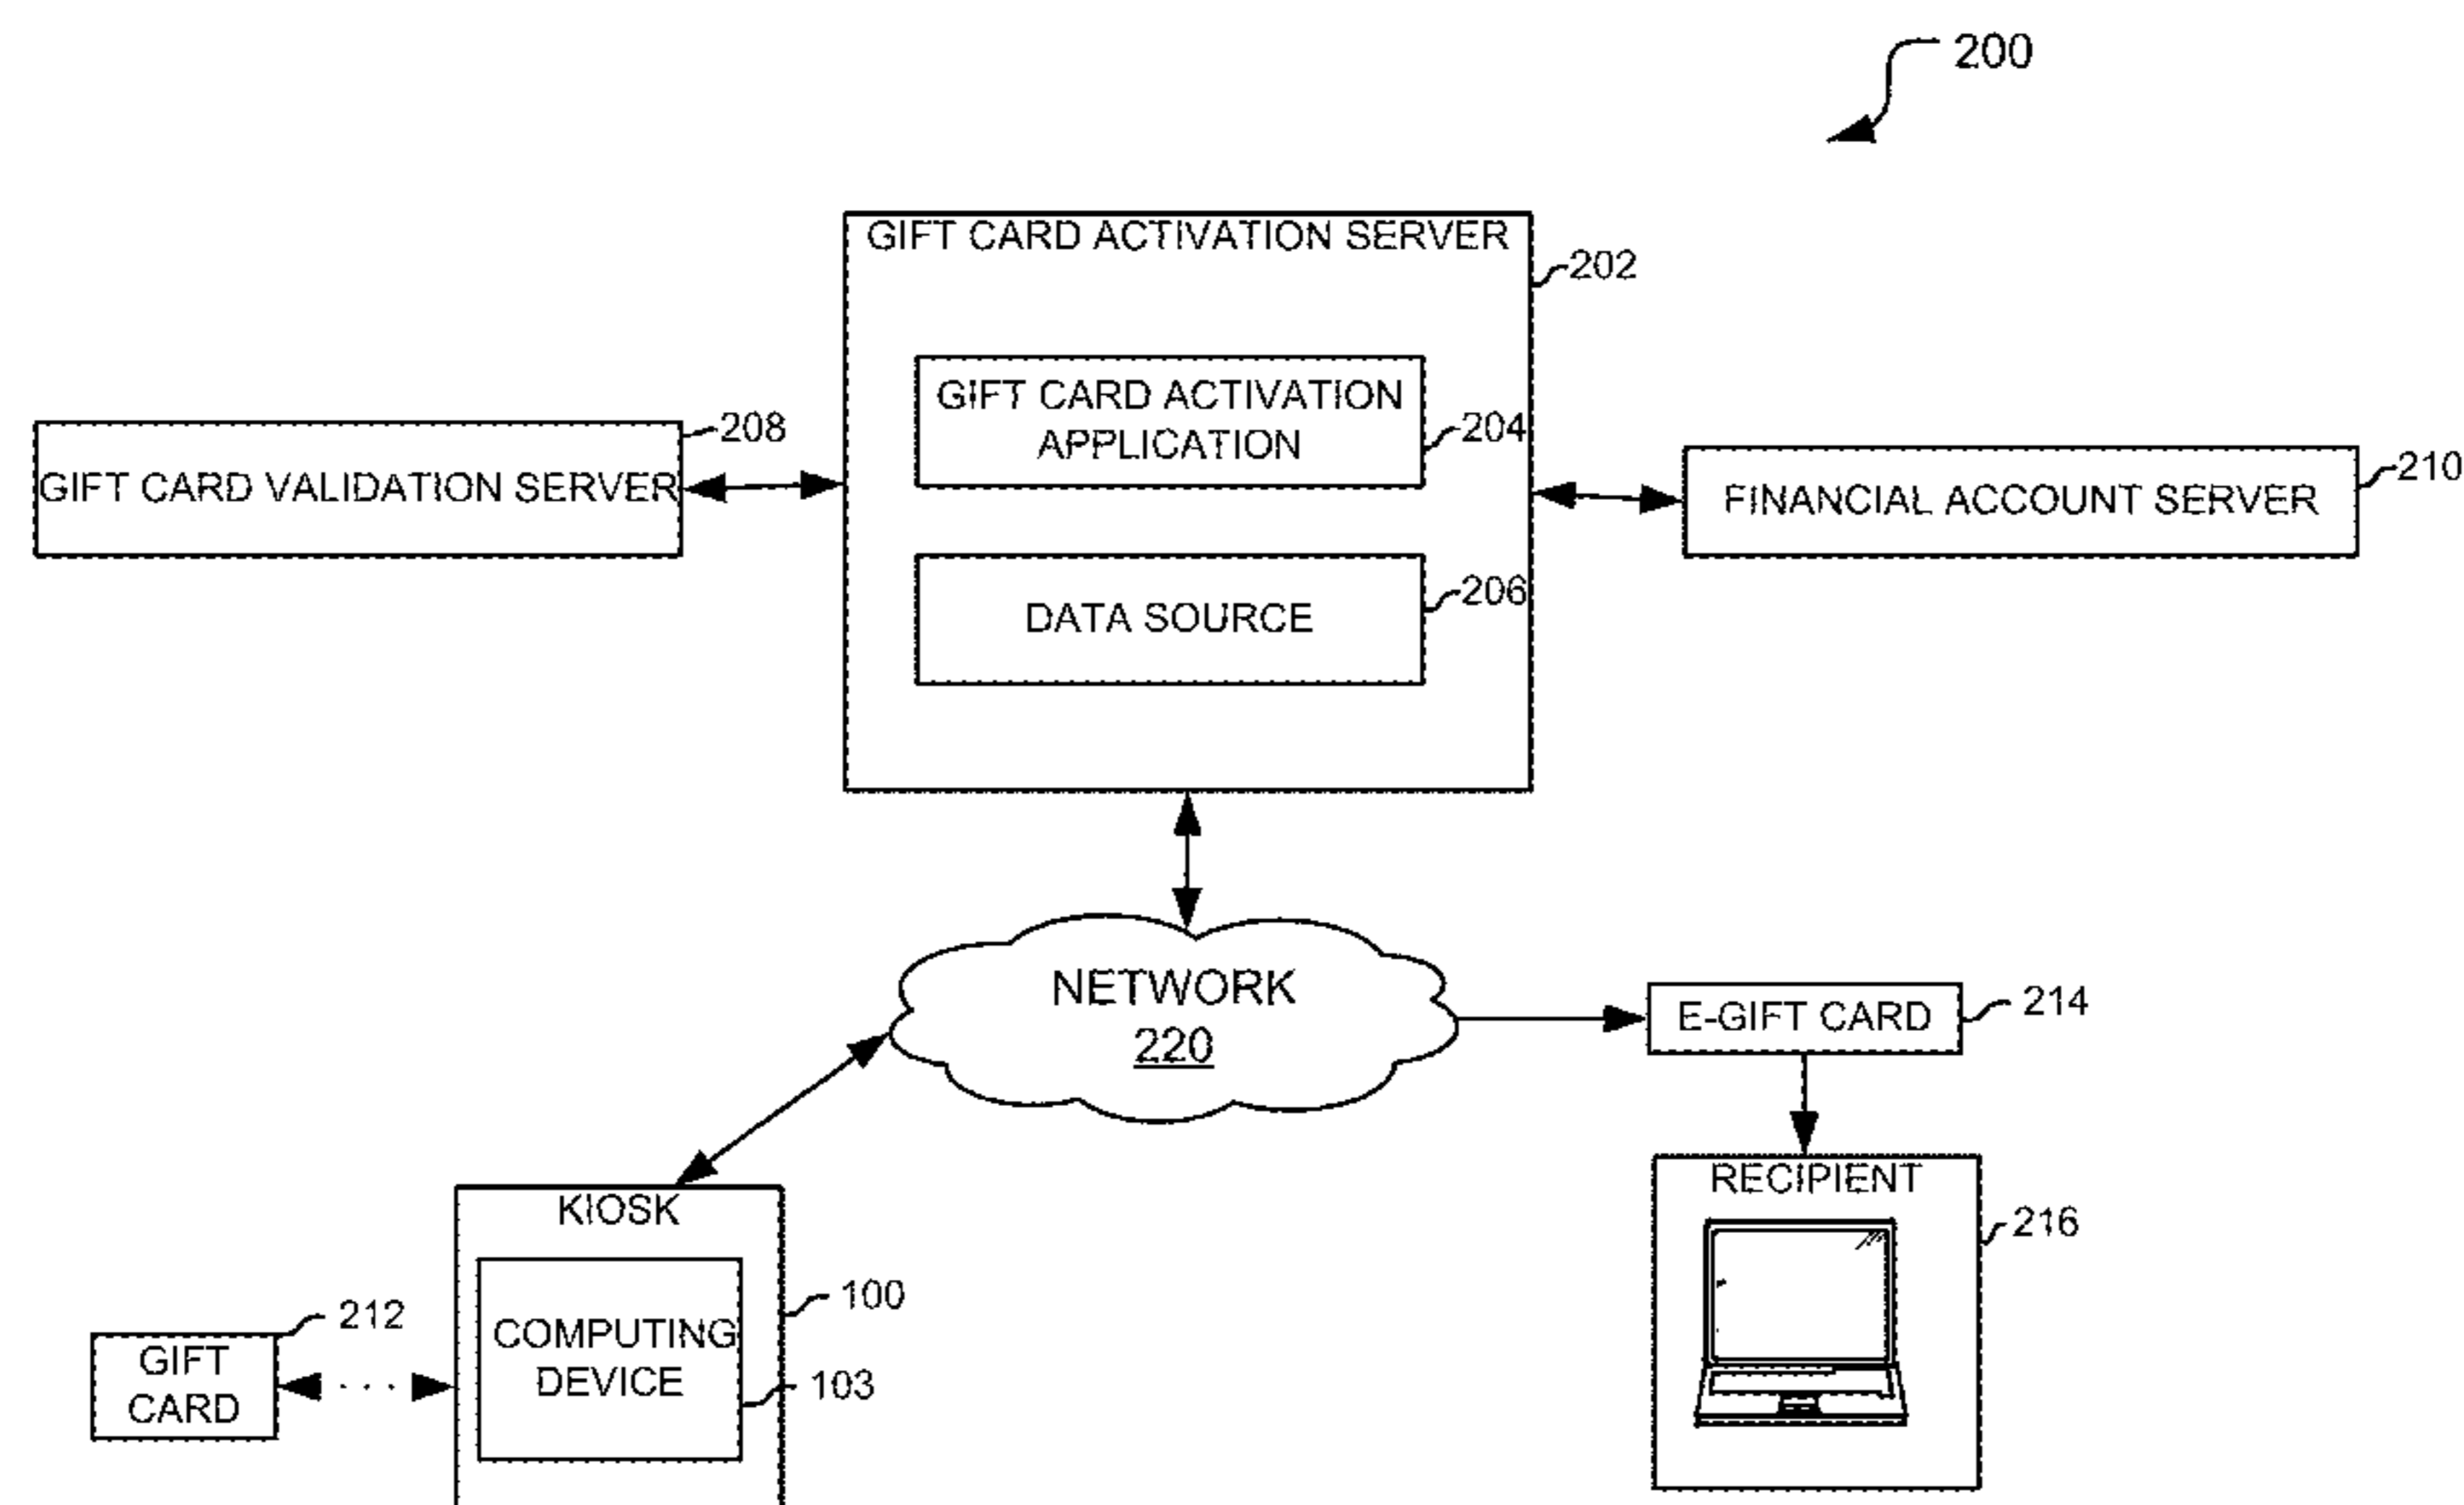 200
GIFT CARD ACTIVATION SERVER
202
GIFT CARD ACTIVATION
APPLICATION
204
208
GIFT CARD VALIDATION SERVER
210
FINANCIAL ACCOUNT SERVER
206
DATA SOURCE
NETWORK
220
E-GIFT CARD
214
RECIPIENT
216
KIOSK
100
COMPUTING
DEVICE
103
212
GIFT
CARD